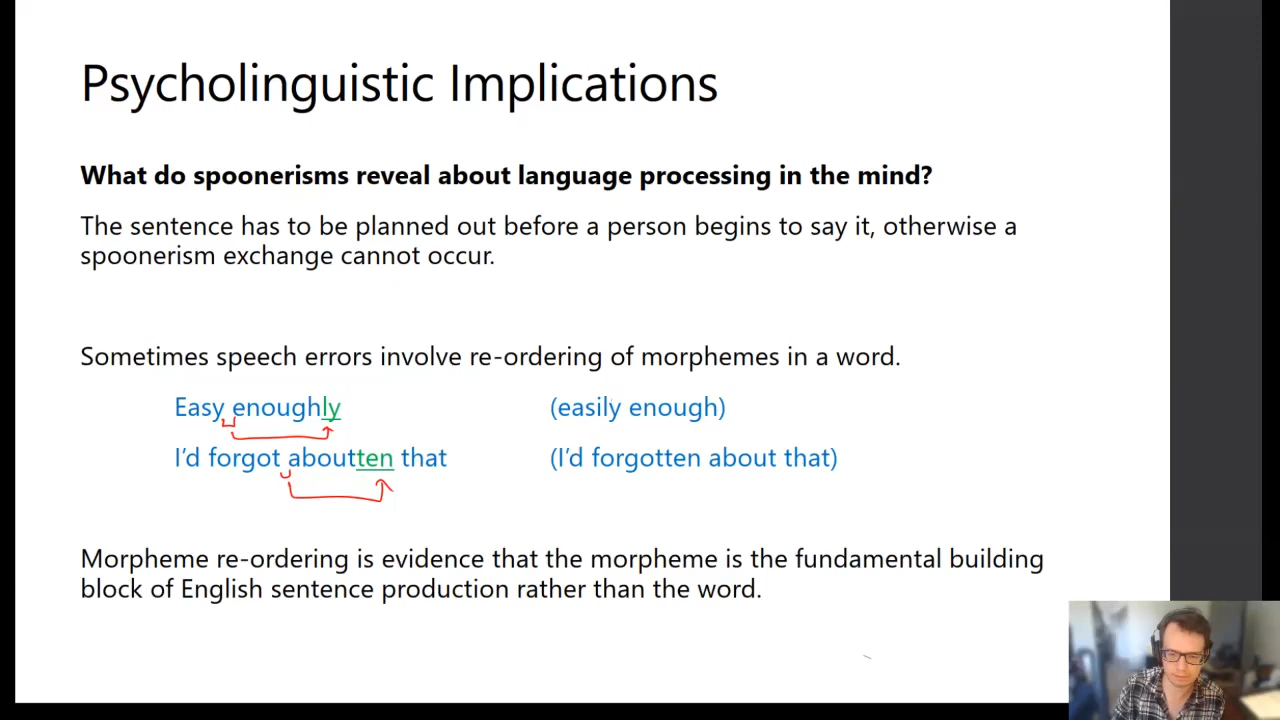 Psycholinguistic Implications
What do spoonerisms reveal about language processing in the mind?
The sentence has to be planned out before a person begins to say it, otherwise a
spoonerism exchange cannot occur.
Sometimes speech errors involve re-ordering of morphemes in a word.
Easy enoughly (easily enough)
I'd forgot aboutten that (I'd forgotten about that)
Morpheme re-ordering is evidence that the morpheme is the fundamental building
block of English sentence production rather than the word.